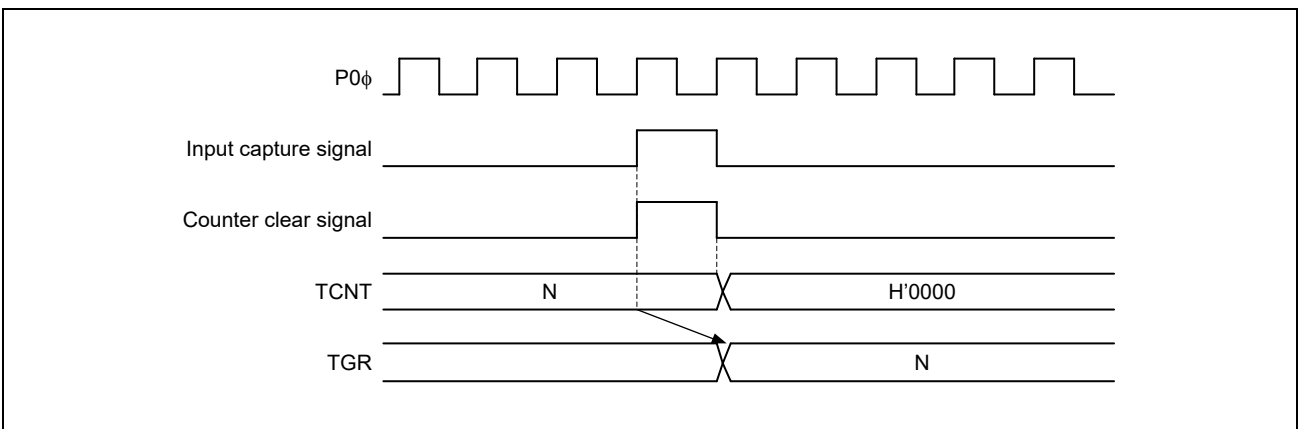 P0ϕ
Input capture signal
Counter clear signal
TCNT N H'0000
TGR N